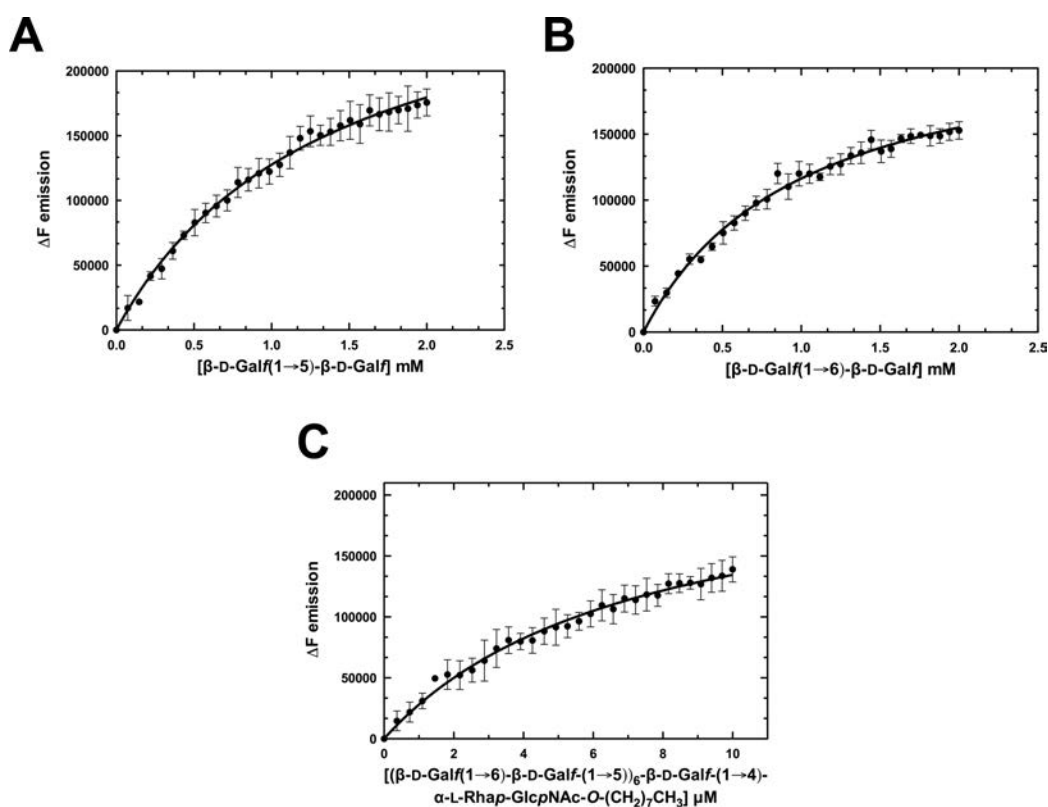 A
200000
150000
100000
50000
0
ΔF emission
0.0 0.5 1.0 1.5 2.0 2.5
[β-D-Galf(1→5)-β-D-Galf] mM
B
200000
150000
100000
50000
0
ΔF emission
0.0 0.5 1.0 1.5 2.0 2.5
[β-D-Galf(1→6)-β-D-Galf] mM
C
200000
150000
100000
50000
0
ΔF emission
0 2 4 6 8 10
[(β-D-Galf(1→6)-β-D-Galf-(1→5))₆-β-D-Galf-(1→4)-
α-L-Rhap-GlcpNAc-O-(CH₂)₇CH₃] μM